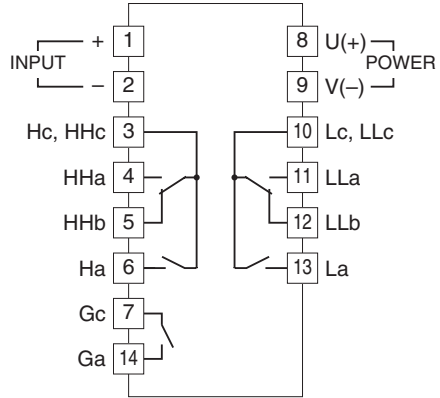 INPUT
+ 1
– 2
Hc, HHc 3
HHa 4
HHb 5
Ha 6
Gc 7
Ga 14
8 U(+)
POWER
9 V(–)
10 Lc, LLc
11 LLa
12 LLb
13 La